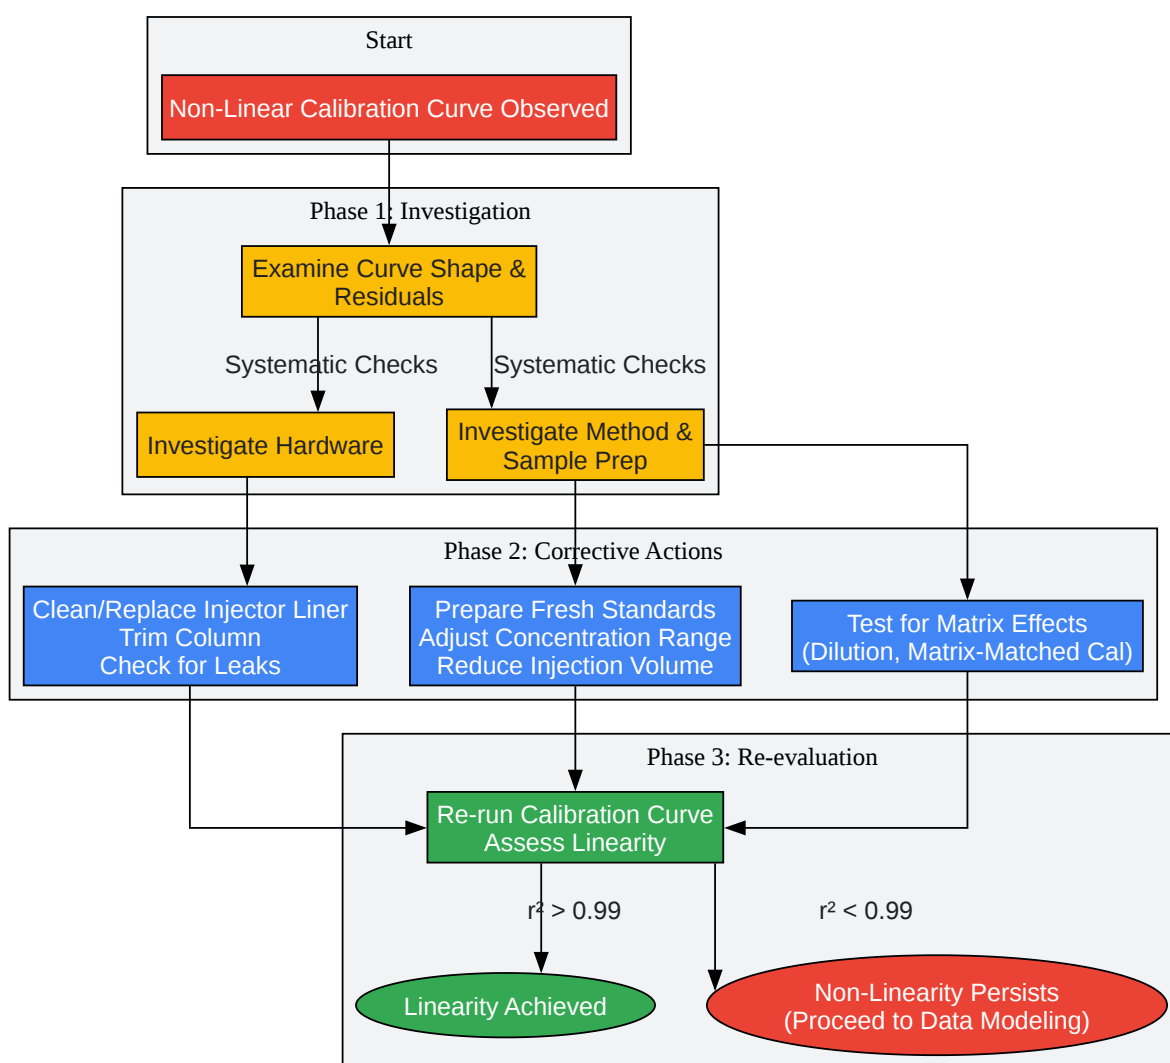 Start
Non-Linear Calibration Curve Observed
Phase 1: Investigation
Examine Curve Shape &
Residuals
Systematic Checks
Systematic Checks
Investigate Hardware
Investigate Method &
Sample Prep
Phase 2: Corrective Actions
Clean/Replace Injector Liner
Trim Column
Check for Leaks
Prepare Fresh Standards
Adjust Concentration Range
Reduce Injection Volume
Test for Matrix Effects
(Dilution, Matrix-Matched Cal)
Phase 3: Re-evaluation
Re-run Calibration Curve
Assess Linearity
r² > 0.99
r² < 0.99
Linearity Achieved
Non-Linearity Persists
(Proceed to Data Modeling)